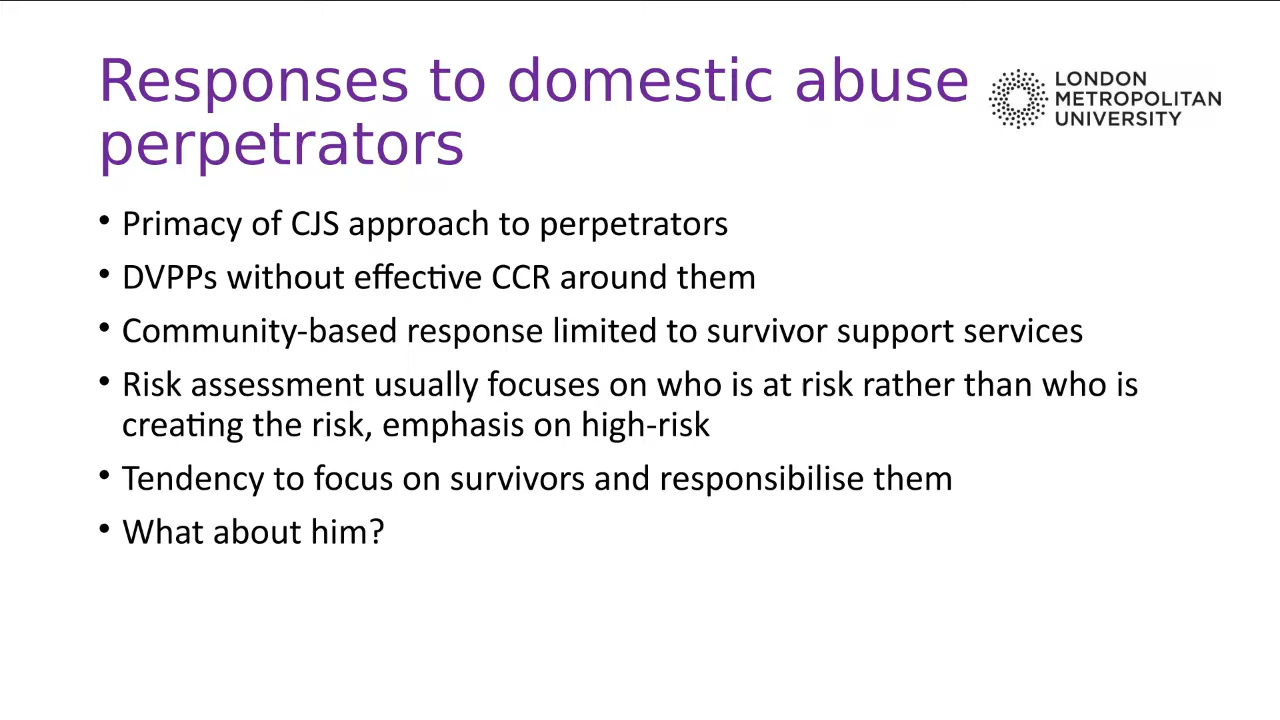 Responses to domestic abuse
perpetrators
LONDON
METROPOLITAN
UNIVERSITY
• Primacy of CJS approach to perpetrators
• DVPPs without effective CCR around them
• Community-based response limited to survivor support services
• Risk assessment usually focuses on who is at risk rather than who is
creating the risk, emphasis on high-risk
• Tendency to focus on survivors and responsibilise them
• What about him?